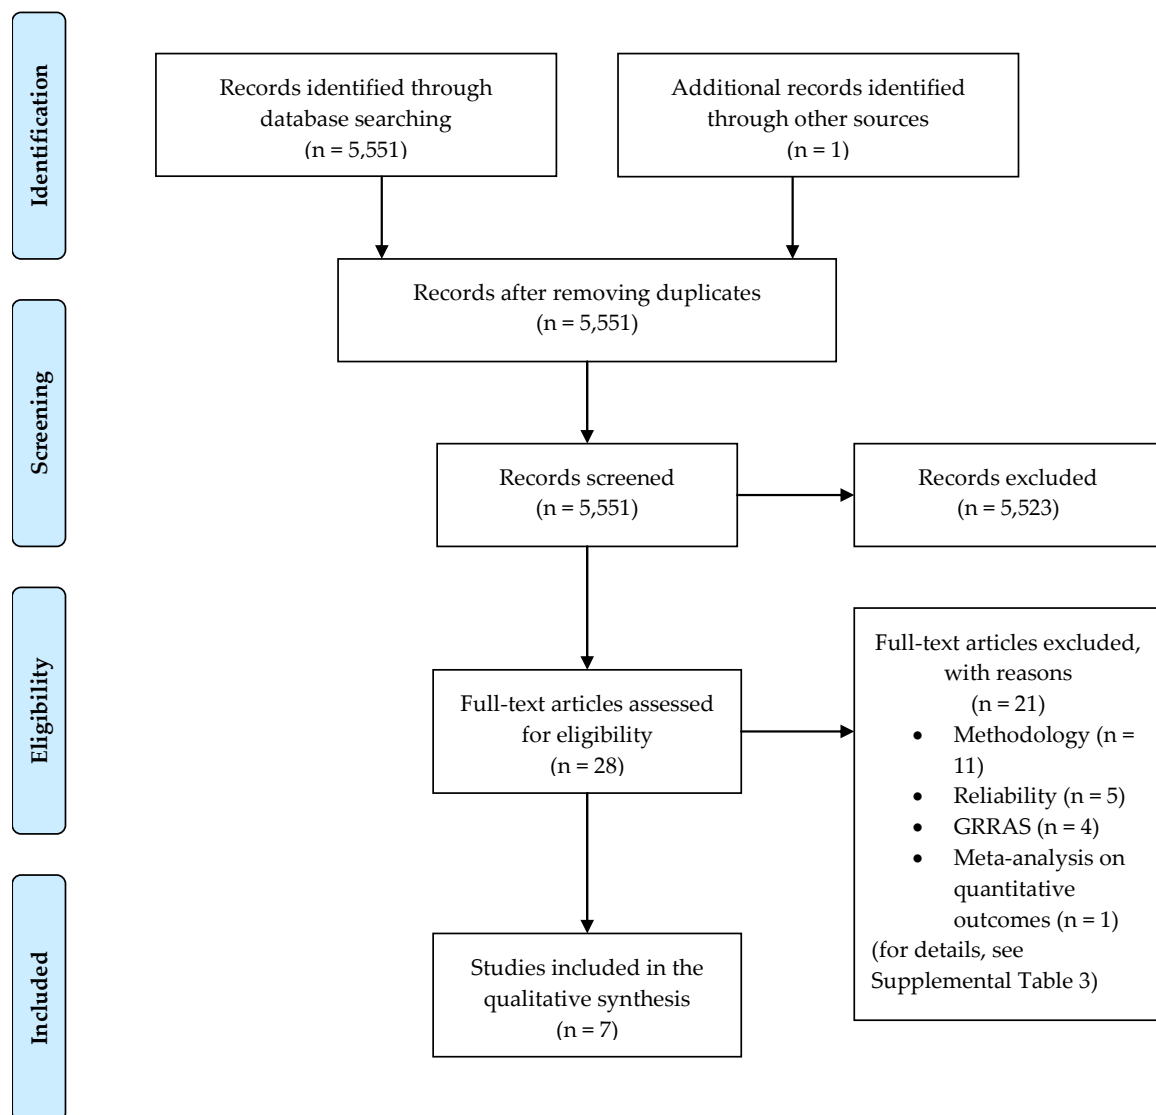 Identification
Records identified through
database searching
(n = 5,551)
Additional records identified
through other sources
(n = 1)
Records after removing duplicates
(n = 5,551)
Screening
Records screened
(n = 5,551)
Records excluded
(n = 5,523)
Eligibility
Full-text articles assessed
for eligibility
(n = 28)
Full-text articles excluded,
with reasons
(n = 21)
• Methodology (n =
11)
• Reliability (n = 5)
• GRRAS (n = 4)
• Meta-analysis on
quantitative
outcomes (n = 1)
(for details, see
Supplemental Table 3)
Included
Studies included in the
qualitative synthesis
(n = 7)